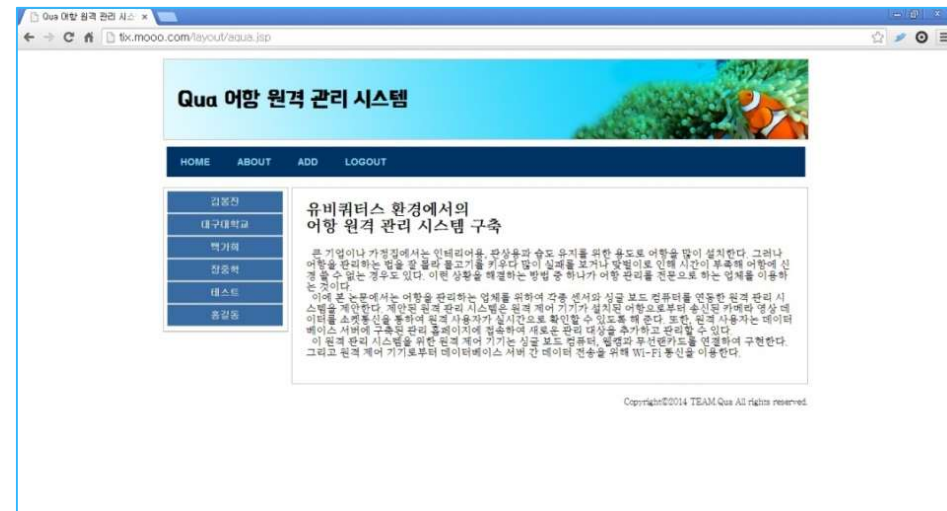 Qua 어항 원격 관리 시스
tix.mooo.com/layout/aqua.jsp
Qua 어항 원격 관리 시스템
HOME ABOUT ADD LOGOUT
김봉진
대구대학교
백가희
장중혁
테스트
홍길동
유비쿼터스 환경에서의
어항 원격 관리 시스템 구축
큰 기업이나 가정집에서는 인테리어용, 관상용과 습도 유지를 위한 용도로 어항을 많이 설치한다. 그러나
어항을 관리하는 법을 잘 몰라 물고기를 키우다 많이 실패를 보거나 맞벌이로 인해 시간이 부족해 어항에 신
경 쓸 수 없는 경우도 있다. 이런 상황을 해결하는 방법 중 하나가 어항 관리를 전문으로 하는 업체를 이용하
는 것이다.
이에 본 논문에서는 어항을 관리하는 업체를 위하여 각종 센서와 싱글 보드 컴퓨터를 연동한 원격 관리 시
스템을 제안한다. 제안된 원격 관리 시스템은 원격 제어 기기가 설치된 어항으로부터 송신된 카메라 영상 데
이터를 소켓통신을 통하여 원격 사용자가 실시간으로 확인할 수 있도록 해 준다. 또한, 원격 사용자는 데이터
베이스 서버에 구축된 관리 홈페이지에 접속하여 새로운 관리 대상을 추가하고 관리할 수 있다.
이 원격 관리 시스템을 위한 원격 제어 기기는 싱글 보드 컴퓨터, 웹캠과 무선랜카드를 연결하여 구현한다.
그리고 원격 제어 기기로부터 데이터베이스 서버 간 데이터 전송을 위해 Wi-Fi 통신을 이용한다.
Copyright©2014 TEAM Qua All rights reserved.